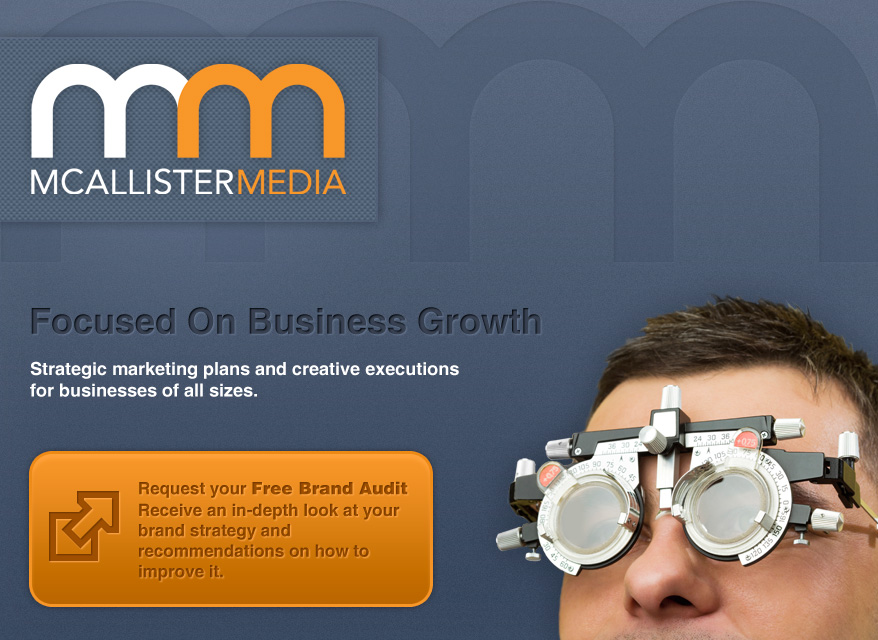 MCALLISTERMEDIA
Focused On Business Growth
Strategic marketing plans and creative executions
for businesses of all sizes.
Request your Free Brand Audit
Receive an in-depth look at your
brand strategy and
recommendations on how to
improve it.